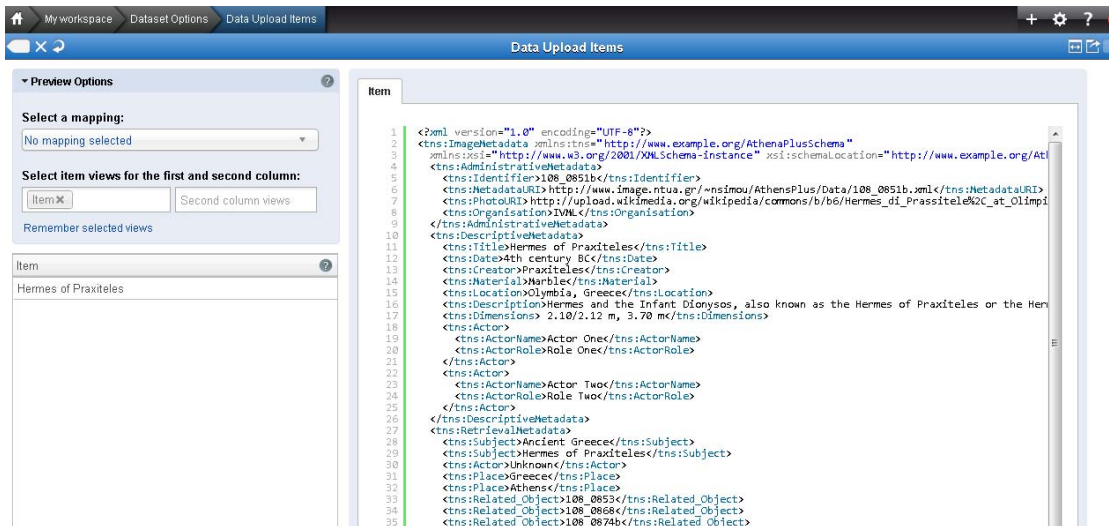 My workspace Dataset Options Data Upload Items + ?
Data Upload Items
Preview Options ?
Select a mapping:
No mapping selected
Select item views for the first and second column:
Item Second column views
Remember selected views
Item ?
Hermes of Praxiteles
Item
1 <?xml version="1.0" encoding="UTF-8"?>
2 <tns:ImageMetadata xmlns:tns="http://www.example.org/AthenaPlusSchema"
3 xmlns:xsi="http://www.w3.org/2001/XMLSchema-instance" xsi:schemaLocation="http://www.example.org/Atl
4 <tns:AdministrativeMetadata>
5 <tns:Identifier>108_0851b</tns:Identifier>
6 <tns:MetadataURI>http://www.image.ntua.gr/~nsimou/AthensPlus/Data/108_0851b.xml</tns:MetadataURI>
7 <tns:PhotoURI>http://upload.wikimedia.org/wikipedia/commons/b/b6/Hermes_di_Prassitele%2C_at_Olimpi
8 <tns:Organisation>IVML</tns:Organisation>
9 </tns:AdministrativeMetadata>
10 <tns:DescriptiveMetadata>
11 <tns:Title>Hermes of Praxiteles</tns:Title>
12 <tns:Date>4th century BC</tns:Date>
13 <tns:Creator>Praxiteles</tns:Creator>
14 <tns:Material>Marble</tns:Material>
15 <tns:Location>Olymbia, Greece</tns:Location>
16 <tns:Description>Hermes and the Infant Dionysos, also known as the Hermes of Praxiteles or the Her
17 <tns:Dimensions> 2.10/2.12 m, 3.70 m</tns:Dimensions>
18 <tns:Actor>
19 <tns:ActorName>Actor One</tns:ActorName>
20 <tns:ActorRole>Role One</tns:ActorRole>
21 </tns:Actor>
22 <tns:Actor>
23 <tns:ActorName>Actor Two</tns:ActorName>
24 <tns:ActorRole>Role Two</tns:ActorRole>
25 </tns:Actor>
26 </tns:DescriptiveMetadata>
27 <tns:RetrievalMetadata>
28 <tns:Subject>Ancient Greece</tns:Subject>
29 <tns:Subject>Hermes of Praxiteles</tns:Subject>
30 <tns:Actor>Unknown</tns:Actor>
31 <tns:Place>Greece</tns:Place>
32 <tns:Place>Athens</tns:Place>
33 <tns:Related_Object>108_0853</tns:Related_Object>
34 <tns:Related_Object>108_0868</tns:Related_Object>
35 <tns:Related_Object>108_0874b</tns:Related_Object>